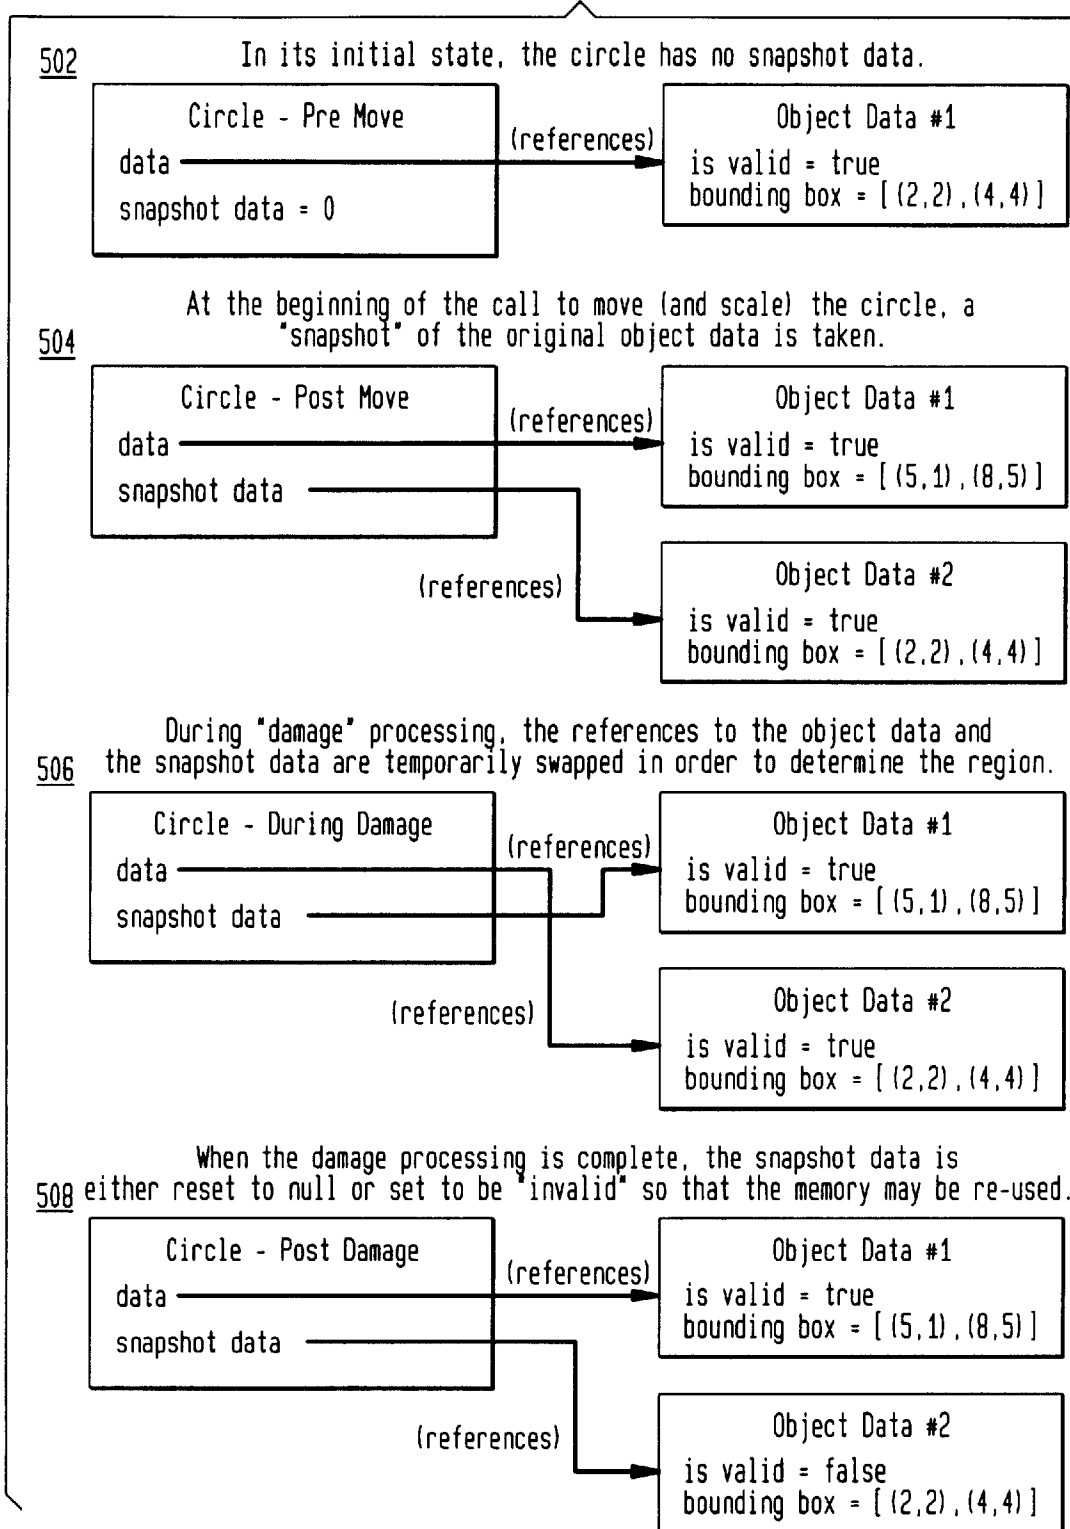 502
In its initial state, the circle has no snapshot data.
Circle - Pre Move
data
snapshot data = 0
(references)
Object Data #1
is valid = true
bounding box = [(2,2),(4,4)]
At the beginning of the call to move (and scale) the circle, a
504
"snapshot" of the original object data is taken.
Circle - Post Move
data
snapshot data
(references)
Object Data #1
is valid = true
bounding box = [(5,1),(8,5)]
(references)
Object Data #2
is valid = true
bounding box = [(2,2),(4,4)]
During "damage" processing, the references to the object data and
506
the snapshot data are temporarily swapped in order to determine the region.
Circle - During Damage
data
snapshot data
(references)
Object Data #1
is valid = true
bounding box = [(5,1),(8,5)]
(references)
Object Data #2
is valid = true
bounding box = [(2,2),(4,4)]
When the damage processing is complete, the snapshot data is
508
either reset to null or set to be "invalid" so that the memory may be re-used.
Circle - Post Damage
data
snapshot data
(references)
Object Data #1
is valid = true
bounding box = [(5,1),(8,5)]
(references)
Object Data #2
is valid = false
bounding box = [(2,2),(4,4)]